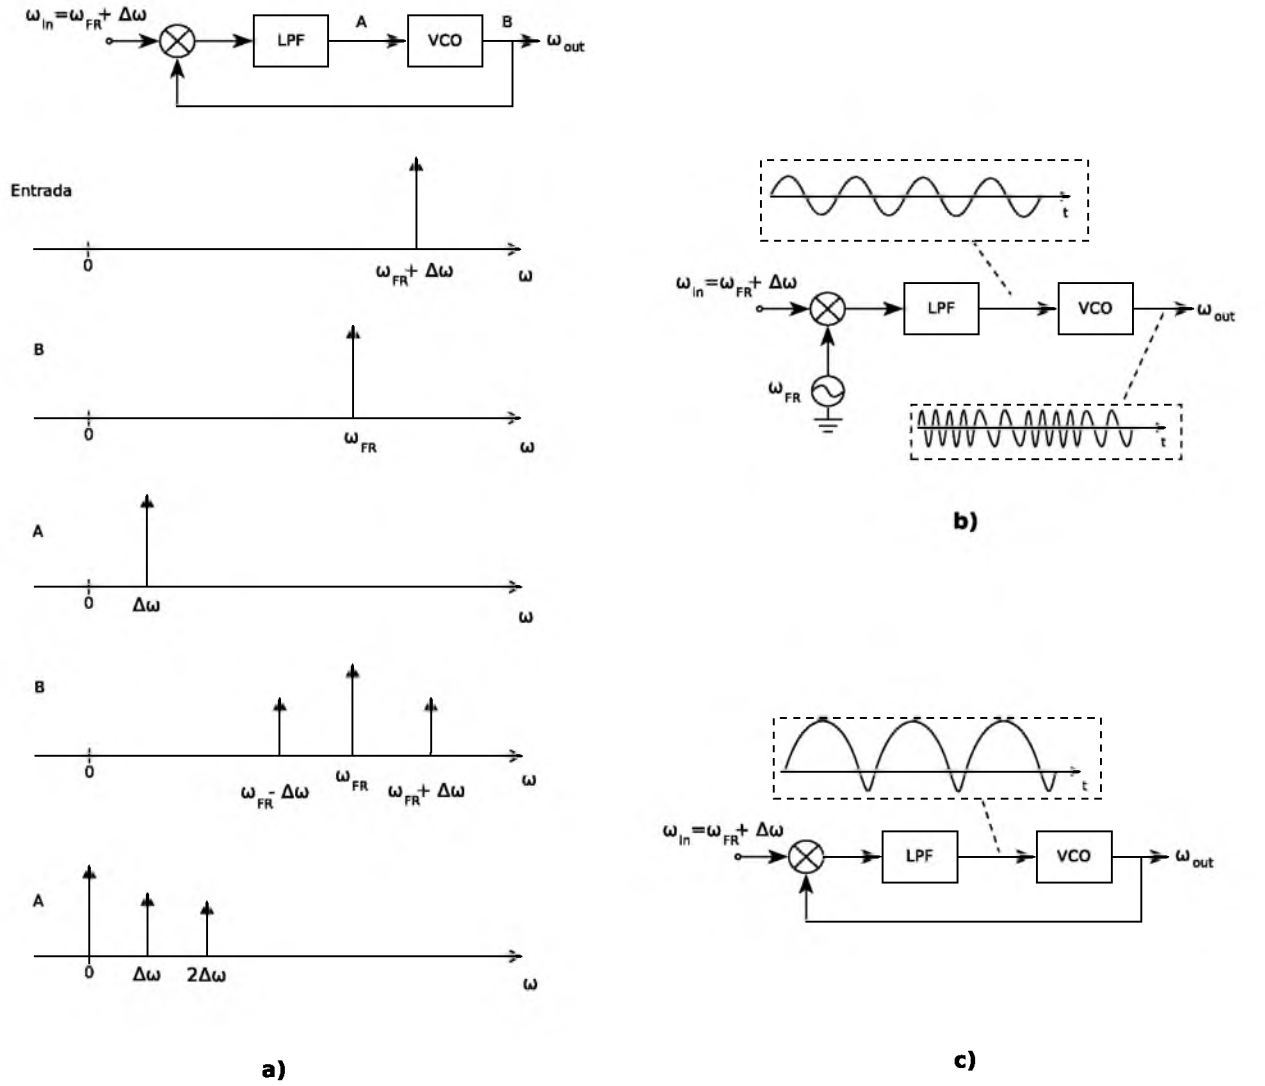 ω_in=ω_FR+ Δω
LPF
A
VCO
B
ω_out
Entrada
0
ω_FR+ Δω
ω
B
0
ω_FR
ω
A
0
Δω
ω
B
0
ω_FR- Δω
ω_FR
ω_FR+ Δω
ω
A
0
Δω
2Δω
ω
a)
t
ω_in=ω_FR+ Δω
LPF
VCO
ω_out
ω_FR
t
b)
t
ω_in=ω_FR+ Δω
LPF
VCO
ω_out
c)